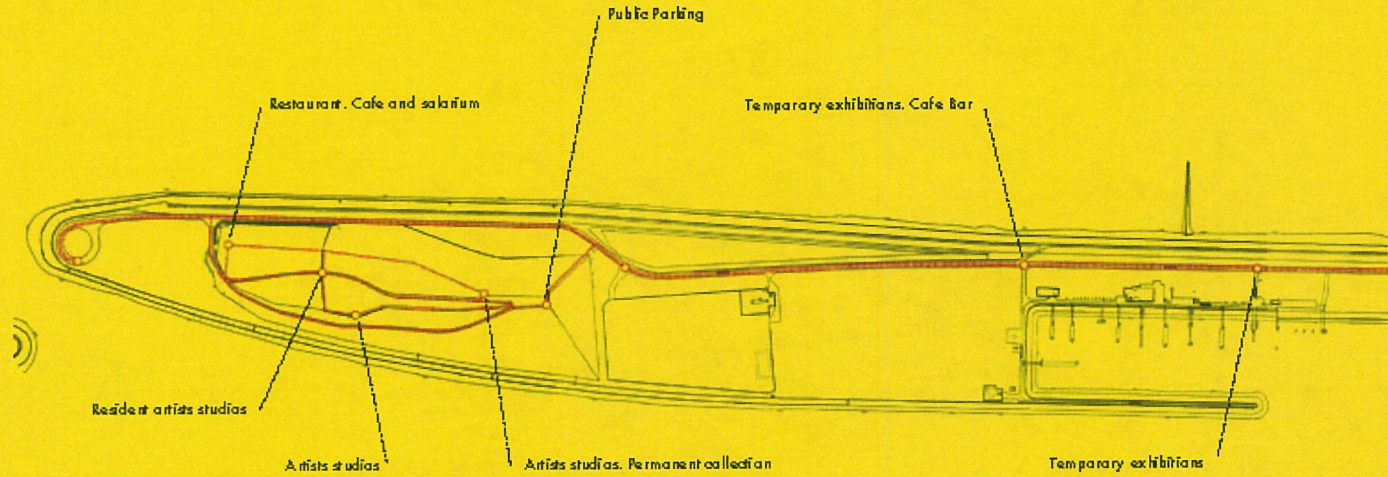 Public Parking
Restaurant. Cafe and solarium
Temporary exhibitions. Cafe Bar
Resident artists studios
Artists studios
Artists studios. Permanent collection
Temporary exhibitions